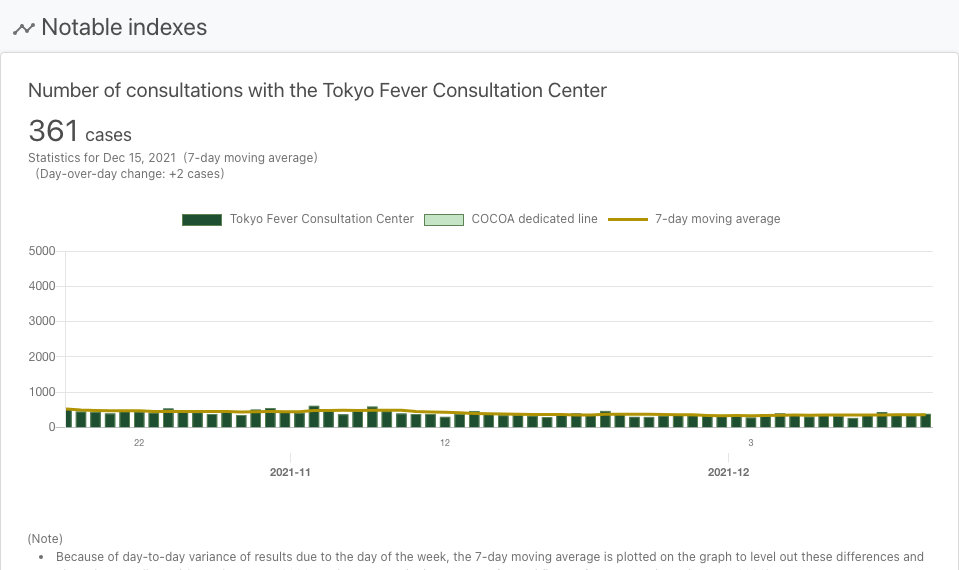 Notable indexes
Number of consultations with the Tokyo Fever Consultation Center
361 cases
Statistics for Dec 15, 2021 (7-day moving average)
(Day-over-day change: +2 cases)
Tokyo Fever Consultation Center COCOA dedicated line 7-day moving average
5000
4000
3000
2000
1000
0
22 12 3
2021-11 2021-12
(Note)
• Because of day-to-day variance of results due to the day of the week, the 7-day moving average is plotted on the graph to level out these differences and